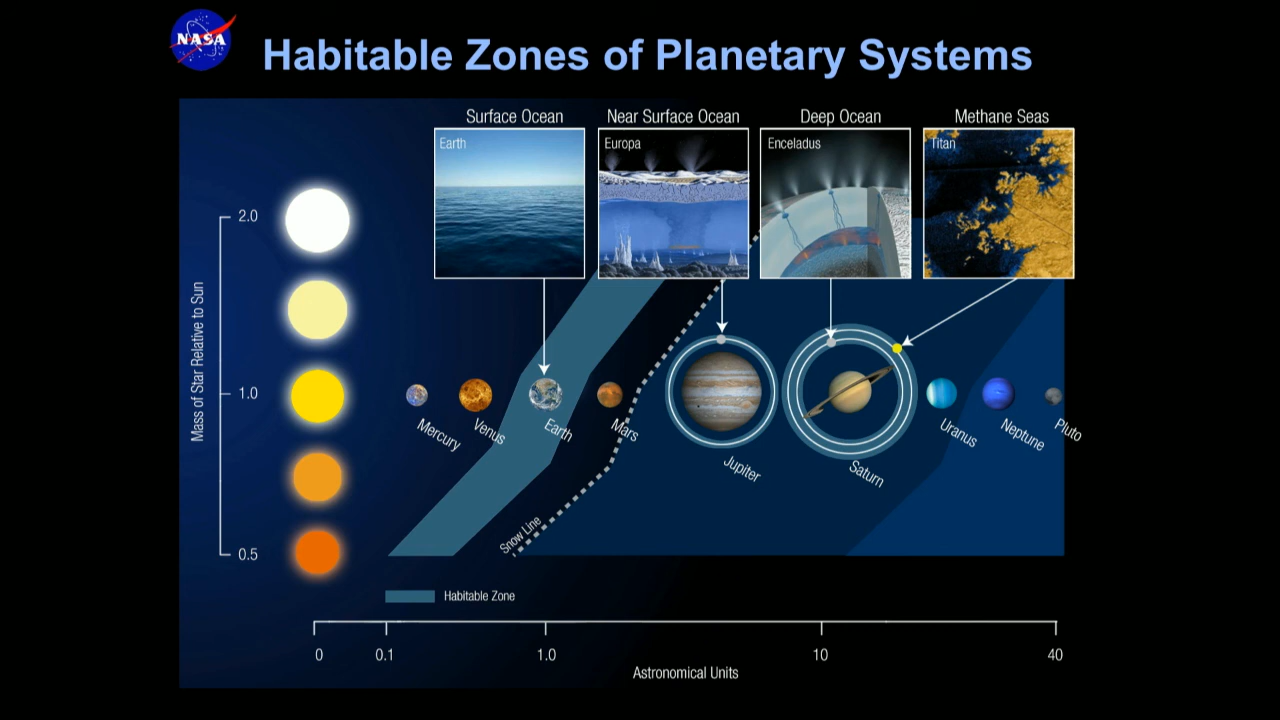 NASA
Habitable Zones of Planetary Systems
Surface Ocean
Near Surface Ocean
Deep Ocean
Methane Seas
Earth
Europa
Enceladus
Titan
Mass of Star Relative to Sun
2.0
1.0
0.5
Mercury
Venus
Earth
Mars
Jupiter
Saturn
Uranus
Neptune
Pluto
Snow Line
Habitable Zone
0
0.1
1.0
10
40
Astronomical Units